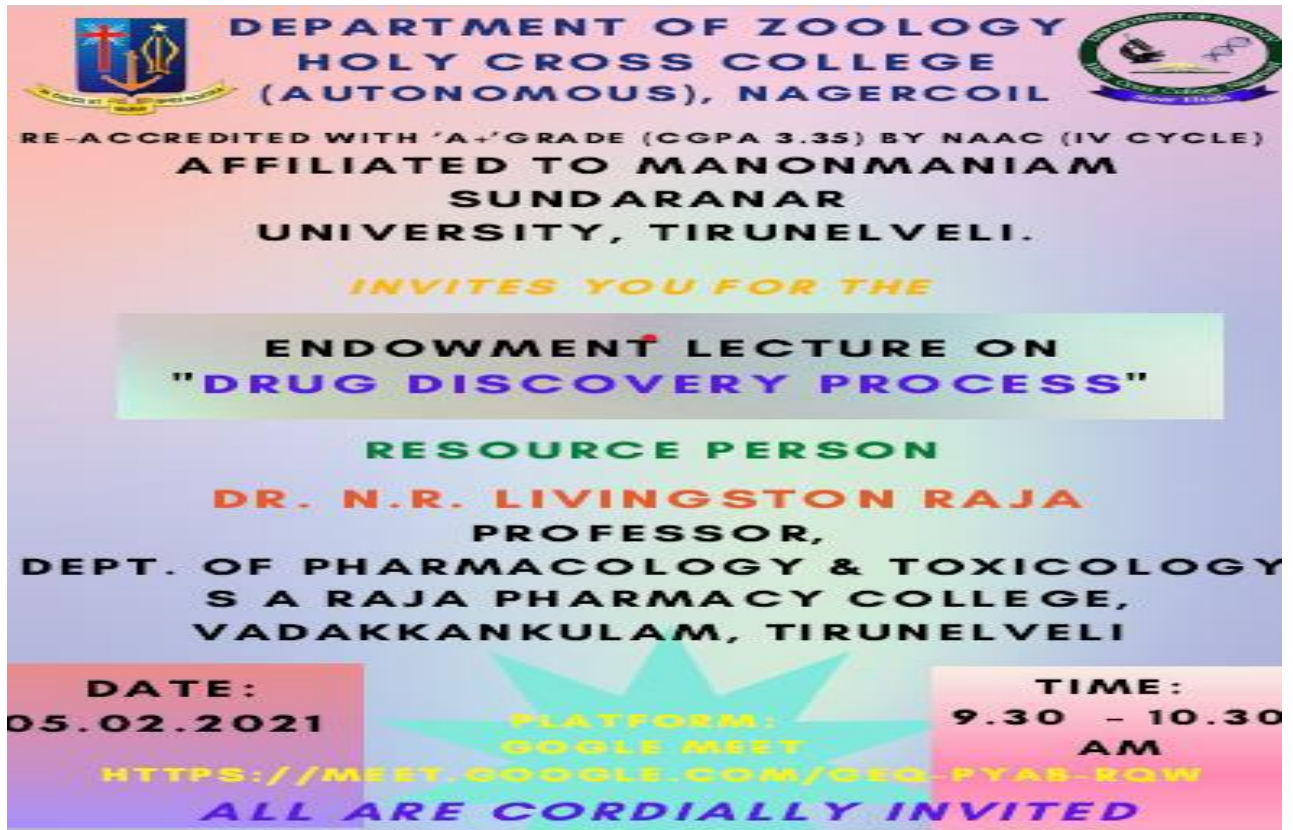 DEPARTMENT OF ZOOLOGY
HOLY CROSS COLLEGE
(AUTONOMOUS), NAGERCOIL
RE-ACCREDITED WITH 'A+'GRADE (CGPA 3.35) BY NAAC (IV CYCLE)
AFFILIATED TO MANONMANIAM
SUNDARANAR
UNIVERSITY, TIRUNELVELI.
INVITES YOU FOR THE
ENDOWMENT LECTURE ON
"DRUG DISCOVERY PROCESS"
RESOURCE PERSON
DR. N.R. LIVINGSTON RAJA
PROFESSOR,
DEPT. OF PHARMACOLOGY & TOXICOLOGY
S A RAJA PHARMACY COLLEGE,
VADAKKANKULAM, TIRUNELVELI
DATE:
05.02.2021
PLATFORM:
GOGLE MEET
HTTPS://MEET.GOOGLE.COM/GEQ-PYAB-RQW
TIME:
9.30 - 10.30
AM
ALL ARE CORDIALLY INVITED